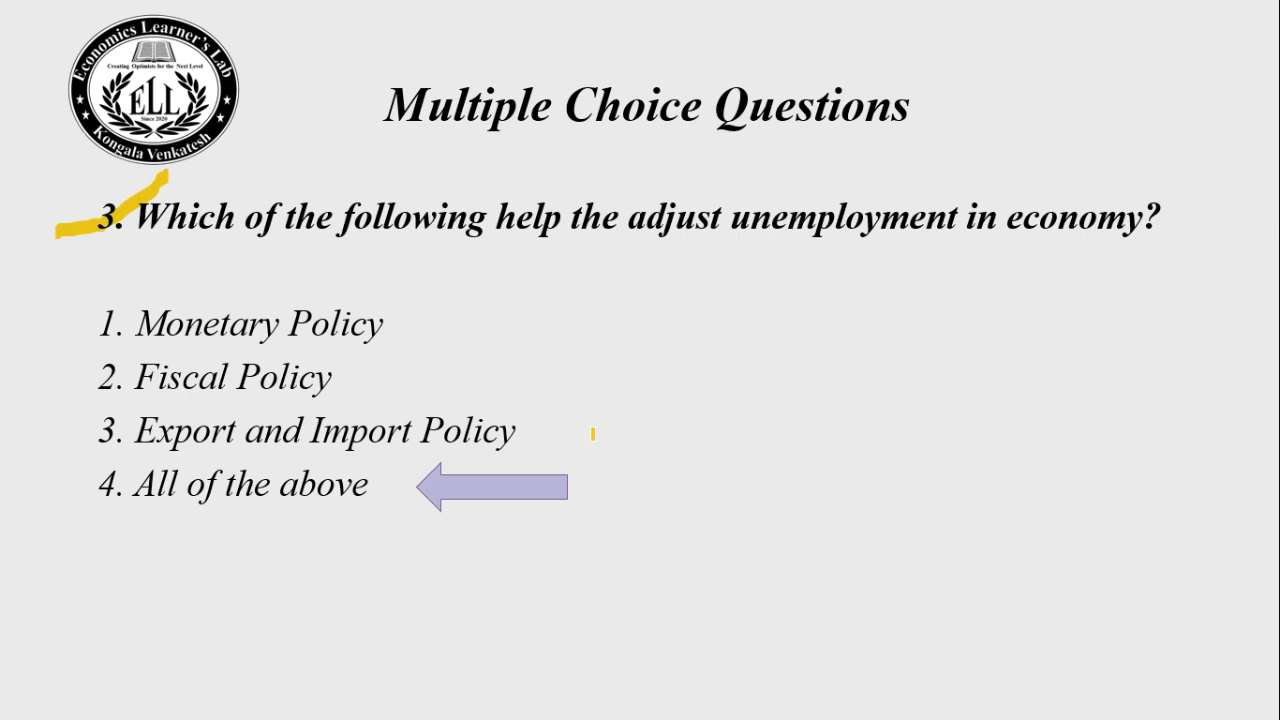 Economics Learner's Lab
Creating Optimists for the Next Level
ELL
Since 2020
Kongala Venkatesh
Multiple Choice Questions
3. Which of the following help the adjust unemployment in economy?
1. Monetary Policy
2. Fiscal Policy
3. Export and Import Policy
4. All of the above